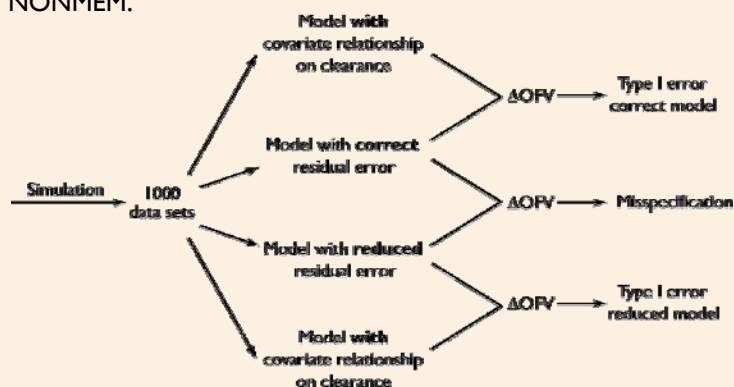 NONMEM.
Model with
covariate relationship
on clearance
ΔOFV
Type I error
correct model
Model with correct
residual error
Simulation
1000
data sets
ΔOFV
Misspecification
Model with reduced
residual error
ΔOFV
Type I error
reduced model
Model with
covariate relationship
on clearance